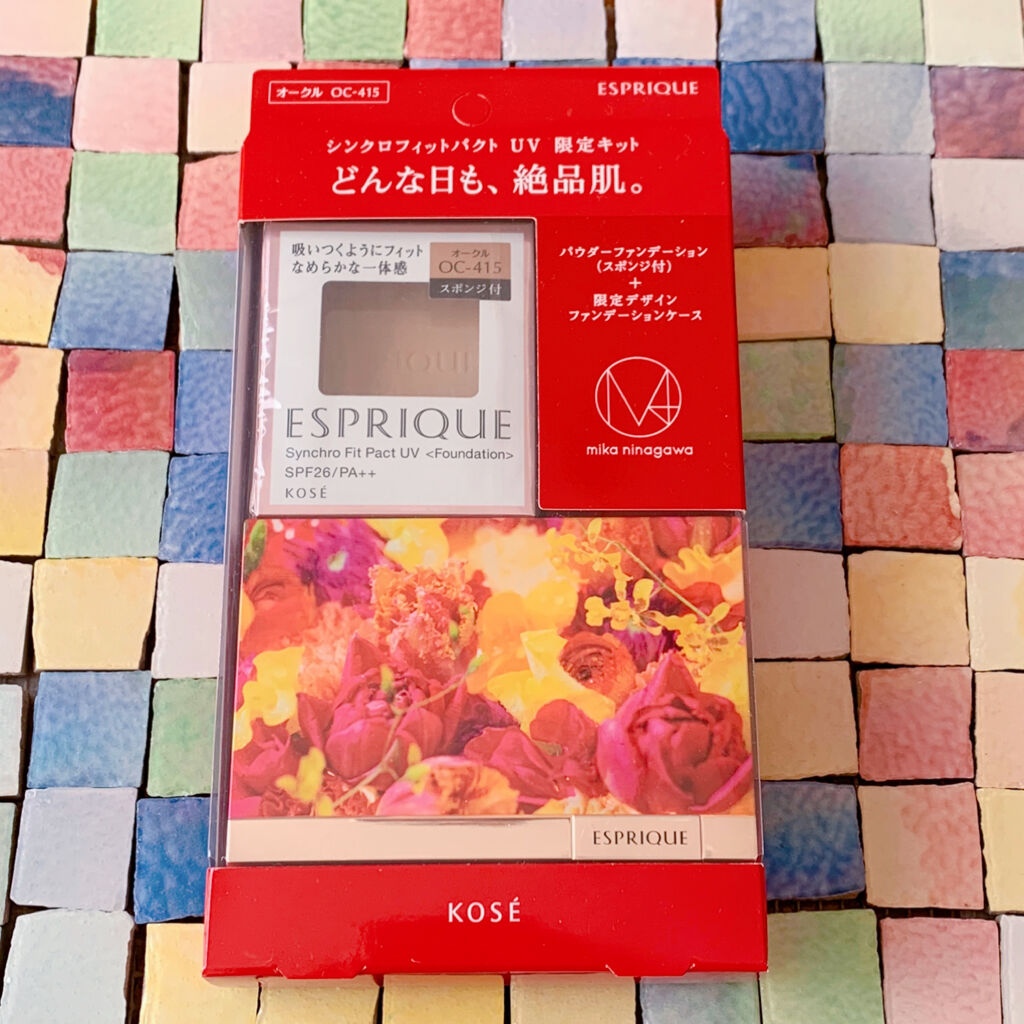 オークル OC-415
ESPRIQUE
シンクロフィットパクト UV 限定キット
どんな日も、絶品肌。
吸いつくようにフィット
なめらかな一体感
オークル
OC-415
スポンジ付
ESPRIQUE
Synchro Fit Pact UV <Foundation>
SPF26/PA++
KOSÉ
パウダーファンデーション
(スポンジ付)
+
限定デザイン
ファンデーションケース
mika ninagawa
ESPRIQUE
KOSÉ